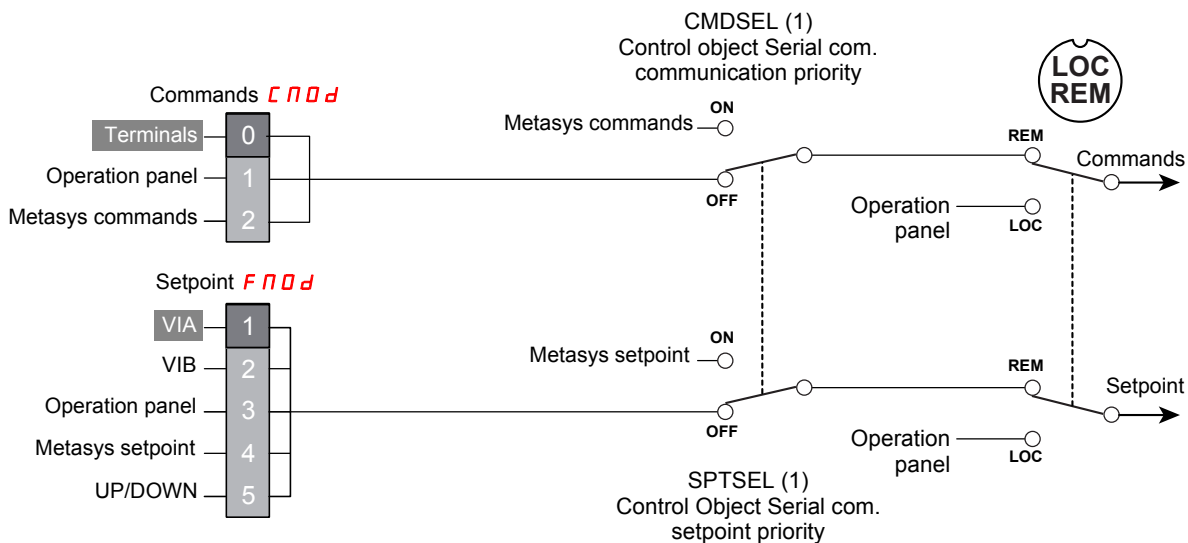 CMDSEL (1)
Control object Serial com.
communication priority
LOC
REM
Commands CMOd
Terminals 0
Operation panel 1
Metasys commands 2
Metasys commands ON
OFF
REM
Commands
Operation
panel
LOC
Setpoint FMOd
VIA 1
VIB 2
Operation panel 3
Metasys setpoint 4
UP/DOWN 5
Metasys setpoint ON
OFF
REM
Setpoint
Operation
panel
LOC
SPTSEL (1)
Control Object Serial com.
setpoint priority